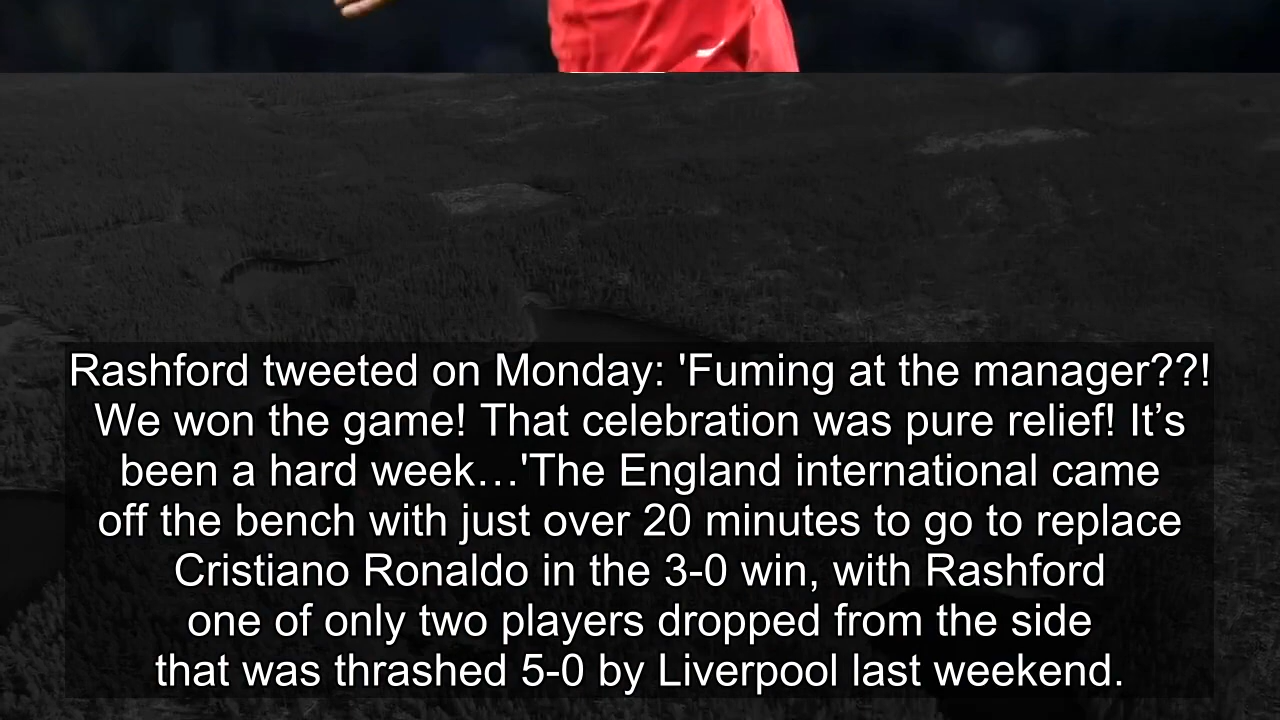 Rashford tweeted on Monday: 'Fuming at the manager??!
We won the game! That celebration was pure relief! It’s
been a hard week…'The England international came
off the bench with just over 20 minutes to go to replace
Cristiano Ronaldo in the 3-0 win, with Rashford
one of only two players dropped from the side
that was thrashed 5-0 by Liverpool last weekend.